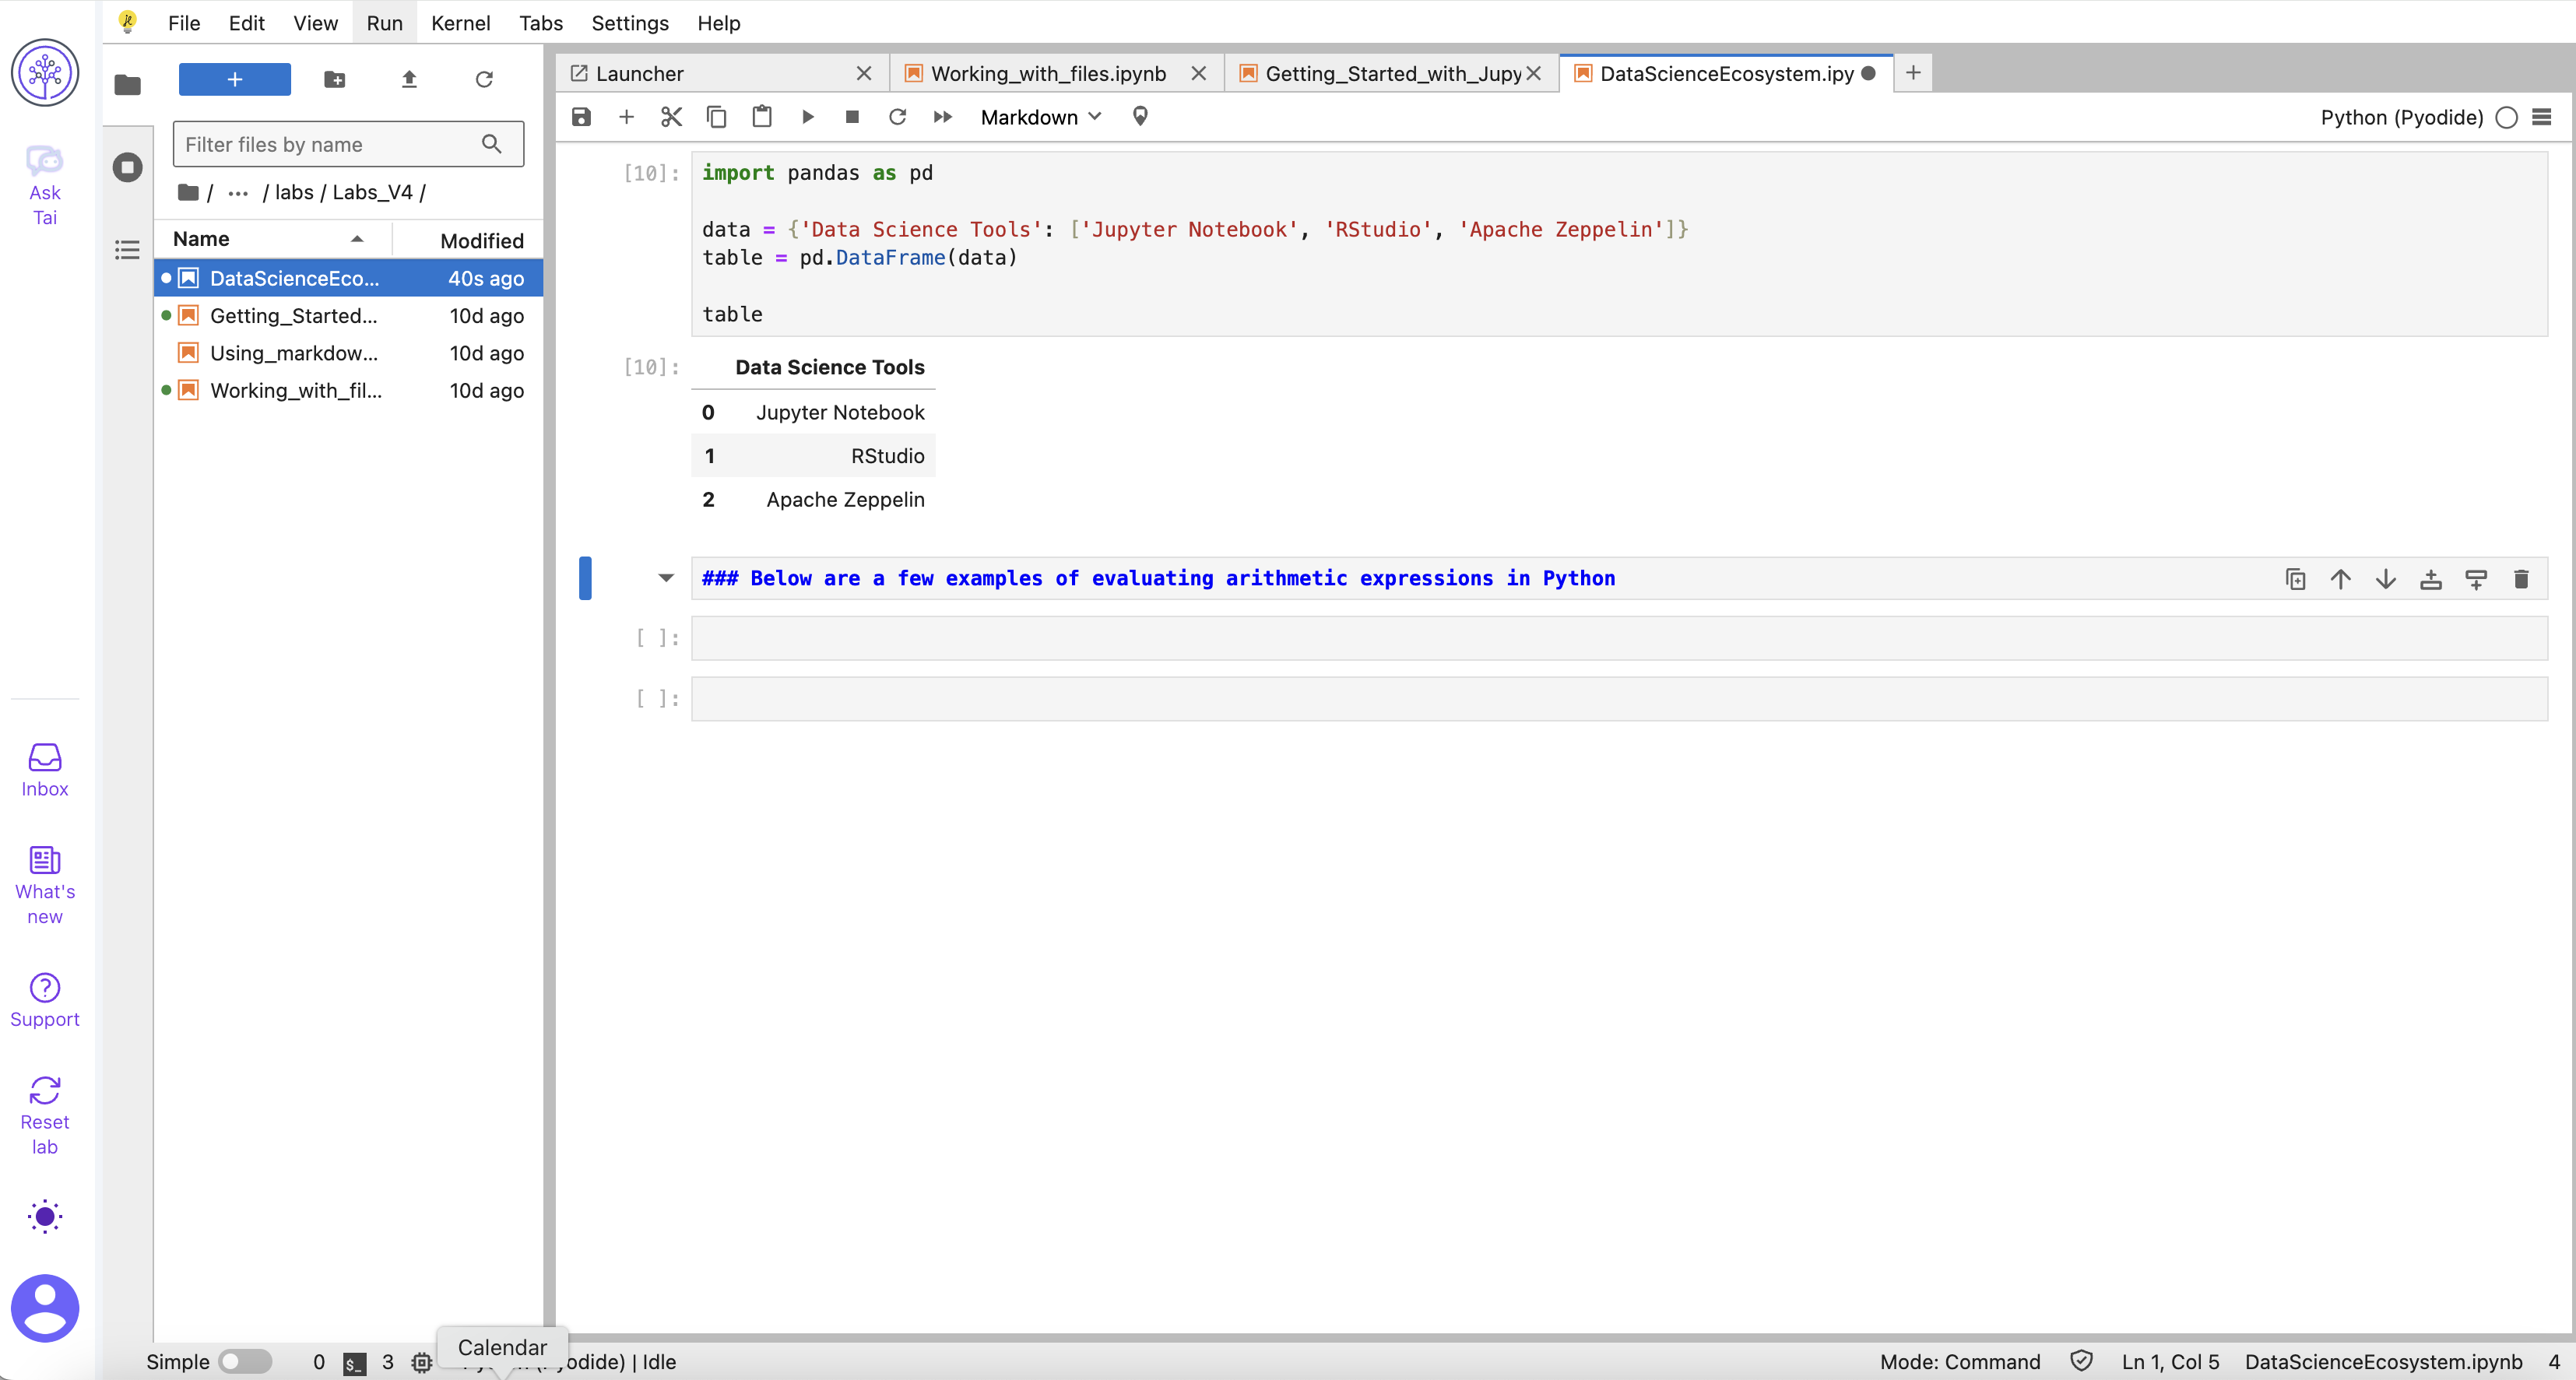 File Edit View Run Kernel Tabs Settings Help
Ask
Tai
Inbox
What's
new
Support
Reset
lab
+
Filter files by name
/ ... / labs / Labs_V4 /
Name Modified
DataScienceEco... 40s ago
Getting_Started... 10d ago
Using_markdow... 10d ago
Working_with_fil... 10d ago
Launcher Working_with_files.ipynb Getting_Started_with_Jupy DataScienceEcosystem.ipy
Markdown Python (Pyodide)
[10]: import pandas as pd
data = {'Data Science Tools': ['Jupyter Notebook', 'RStudio', 'Apache Zeppelin']}
table = pd.DataFrame(data)
table
[10]: Data Science Tools
0 Jupyter Notebook
1 RStudio
2 Apache Zeppelin
### Below are a few examples of evaluating arithmetic expressions in Python
[ ]:
[ ]:
Calendar
Simple 0 $_ 3 | Idle Mode: Command Ln 1, Col 5 DataScienceEcosystem.ipynb 4